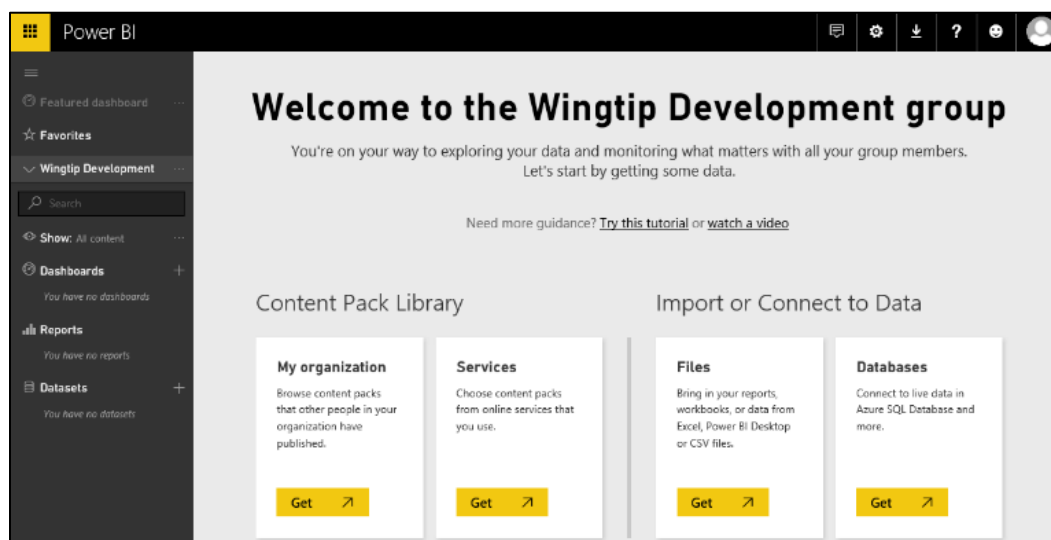 Power BI
?
Featured dashboard ...
Favorites
Wingtip Development ...
Search
Show: All content ...
Dashboards +
You have no dashboards
Reports
You have no reports
Datasets +
You have no datasets
Welcome to the Wingtip Development group
You're on your way to exploring your data and monitoring what matters with all your group members.
Let's start by getting some data.
Need more guidance? Try this tutorial or watch a video
Content Pack Library
My organization
Browse content packs
that other people in your
organization have
published.
Get
Services
Choose content packs
from online services that
you use.
Get
Import or Connect to Data
Files
Bring in your reports,
workbooks, or data from
Excel, Power BI Desktop
or CSV files.
Get
Databases
Connect to live data in
Azure SQL Database and
more.
Get